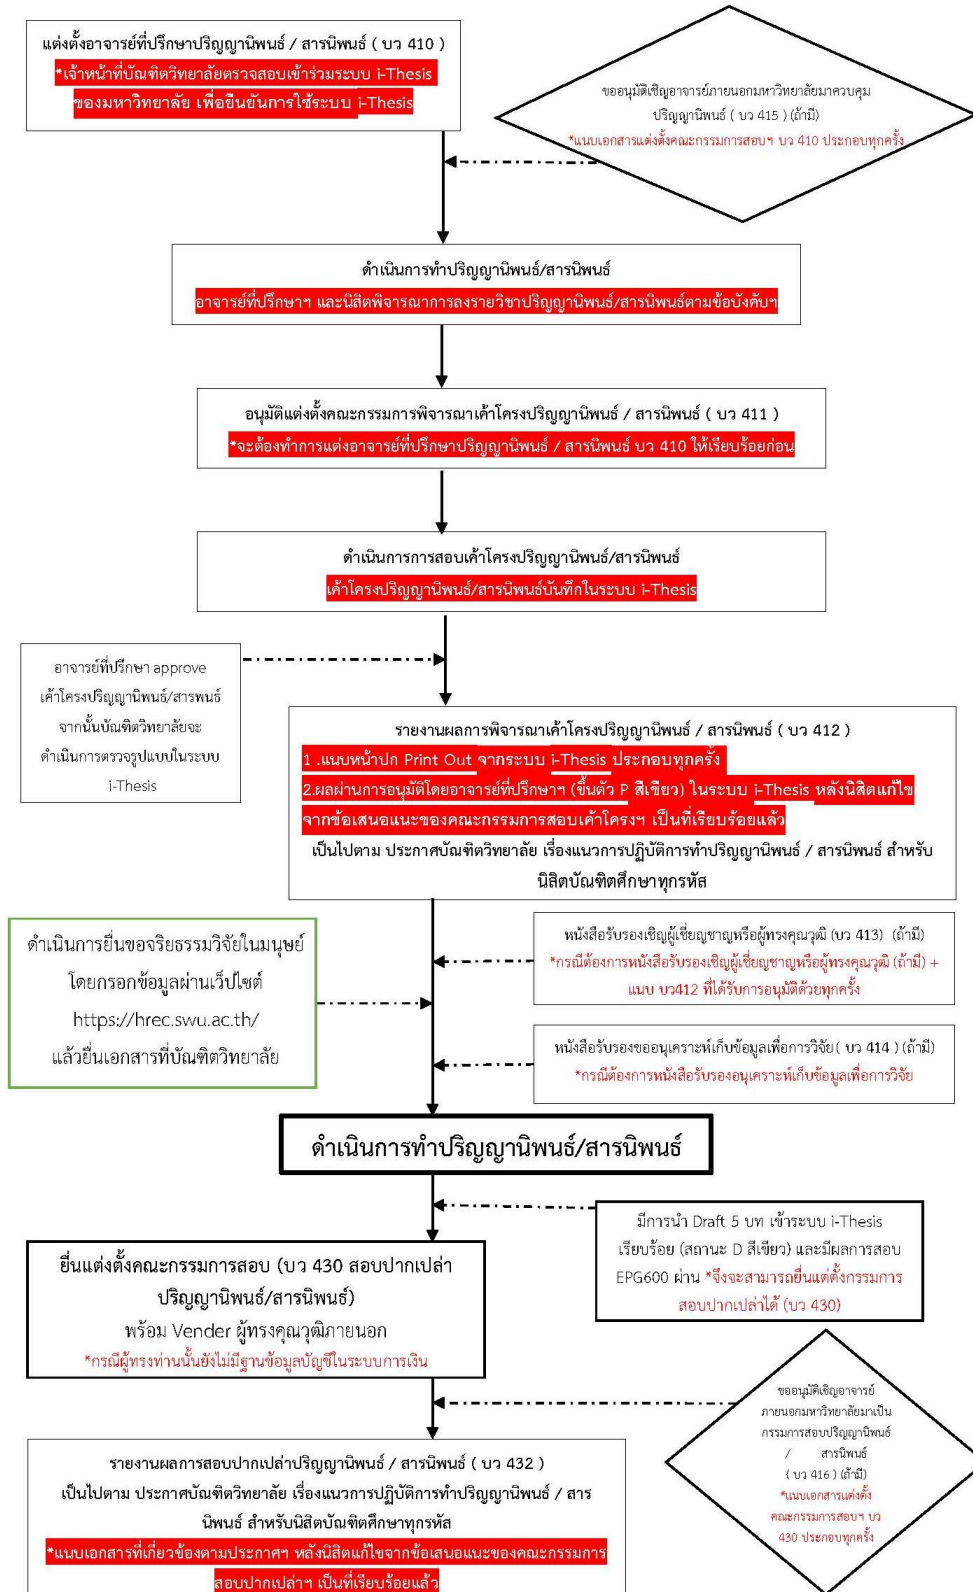 แต่งตั้งอาจารย์ที่ปรึกษาปริญญานิพนธ์ / สารนิพนธ์ ( บว 410 )
*เจ้าหน้าที่บัณฑิตวิทยาลัยตรวจสอบเข้าร่วมระบบ i-Thesis
ของมหาวิทยาลัย เพื่อยืนยันการใช้ระบบ i-Thesis
ขออนุมัติเชิญอาจารย์ภายนอกมหาวิทยาลัยมาควบคุม
ปริญญานิพนธ์ ( บว 415 ) (ถ้ามี)
*แนบเอกสารแต่งตั้งคณะกรรมการสอบฯ บว 410 ประกอบทุกครั้ง
ดำเนินการทำปริญญานิพนธ์/สารนิพนธ์
อาจารย์ที่ปรึกษาฯ และนิสิตพิจารณาการลงรายวิชาปริญญานิพนธ์/สารนิพนธ์ตามข้อบังคับฯ
อนุมัติแต่งตั้งคณะกรรมการพิจารณาเค้าโครงปริญญานิพนธ์ / สารนิพนธ์ ( บว 411 )
*จะต้องทำการแต่งอาจารย์ที่ปรึกษาปริญญานิพนธ์ / สารนิพนธ์ บว 410 ให้เรียบร้อยก่อน
ดำเนินการการสอบเค้าโครงปริญญานิพนธ์/สารนิพนธ์
เค้าโครงปริญญานิพนธ์/สารนิพนธ์บันทึกในระบบ i-Thesis
อาจารย์ที่ปรึกษา approve
เค้าโครงปริญญานิพนธ์/สารพนธ์
จากนั้นบัณฑิตวิทยาลัยจะ
ดำเนินการตรวจรูปแบบในระบบ
i-Thesis
รายงานผลการพิจารณาเค้าโครงปริญญานิพนธ์ / สารนิพนธ์ ( บว 412 )
1 .แนบหน้าปก Print Out จากระบบ i-Thesis ประกอบทุกครั้ง
2.ผลผ่านการอนุมัติโดยอาจารย์ที่ปรึกษาฯ (ขึ้นตัว P สีเขียว) ในระบบ i-Thesis หลังนิสิตแก้ไข
จากข้อเสนอแนะของคณะกรรมการสอบเค้าโครงฯ เป็นที่เรียบร้อยแล้ว
เป็นไปตาม ประกาศบัณฑิตวิทยาลัย เรื่องแนวการปฏิบัติการทำปริญญานิพนธ์ / สารนิพนธ์ สำหรับ
นิสิตบัณฑิตศึกษาทุกรหัส
ดำเนินการยื่นขอจริยธรรมวิจัยในมนุษย์
โดยกรอกข้อมูลผ่านเว็ปไซต์
https://hrec.swu.ac.th/
แล้วยื่นเอกสารที่บัณฑิตวิทยาลัย
หนังสือรับรองเชิญผู้เชี่ยญชาญหรือผู้ทรงคุณวุฒิ (บว 413) (ถ้ามี)
*กรณีต้องการหนังสือรับรองเชิญผู้เชี่ยญชาญหรือผู้ทรงคุณวุฒิ (ถ้ามี) +
แนบ บว412 ที่ได้รับการอนุมัติด้วยทุกครั้ง
หนังสือรับรองขออนุเคราะห์เก็บข้อมูลเพื่อการวิจัย( บว 414 ) (ถ้ามี)
*กรณีต้องการหนังสือรับรองอนุเคราะห์เก็บข้อมูลเพื่อการวิจัย
ดำเนินการทำปริญญานิพนธ์/สารนิพนธ์
มีการนำ Draft 5 บท เข้าระบบ i-Thesis
เรียบร้อย (สถานะ D สีเขียว) และมีผลการสอบ
EPG600 ผ่าน *จึงจะสามารถยื่นแต่ตั้งกรรมการ
สอบปากเปล่าได้ (บว 430)
ยื่นแต่งตั้งคณะกรรมการสอบ (บว 430 สอบปากเปล่า
ปริญญานิพนธ์/สารนิพนธ์)
พร้อม Vender ผู้ทรงคุณวุฒิภายนอก
*กรณีผู้ทรงท่านนั้นยังไม่มีฐานข้อมูลบัญชีในระบบการเงิน
ขออนุมัติเชิญอาจารย์
ภายนอกมหาวิทยาลัยมาเป็น
กรรมการสอบปริญญานิพนธ์
/ สารนิพนธ์
( บว 416 ) (ถ้ามี)
*แนบเอกสารแต่งตั้ง
คณะกรรมการสอบฯ บว
430 ประกอบทุกครั้ง
รายงานผลการสอบปากเปล่าปริญญานิพนธ์ / สารนิพนธ์ ( บว 432 )
เป็นไปตาม ประกาศบัณฑิตวิทยาลัย เรื่องแนวการปฏิบัติการทำปริญญานิพนธ์ / สาร
นิพนธ์ สำหรับนิสิตบัณฑิตศึกษาทุกรหัส
*แนบเอกสารที่เกี่ยวข้องตามประกาศฯ หลังนิสิตแก้ไขจากข้อเสนอแนะของคณะกรรมการ
สอบปากเปล่าฯ เป็นที่เรียบร้อยแล้ว